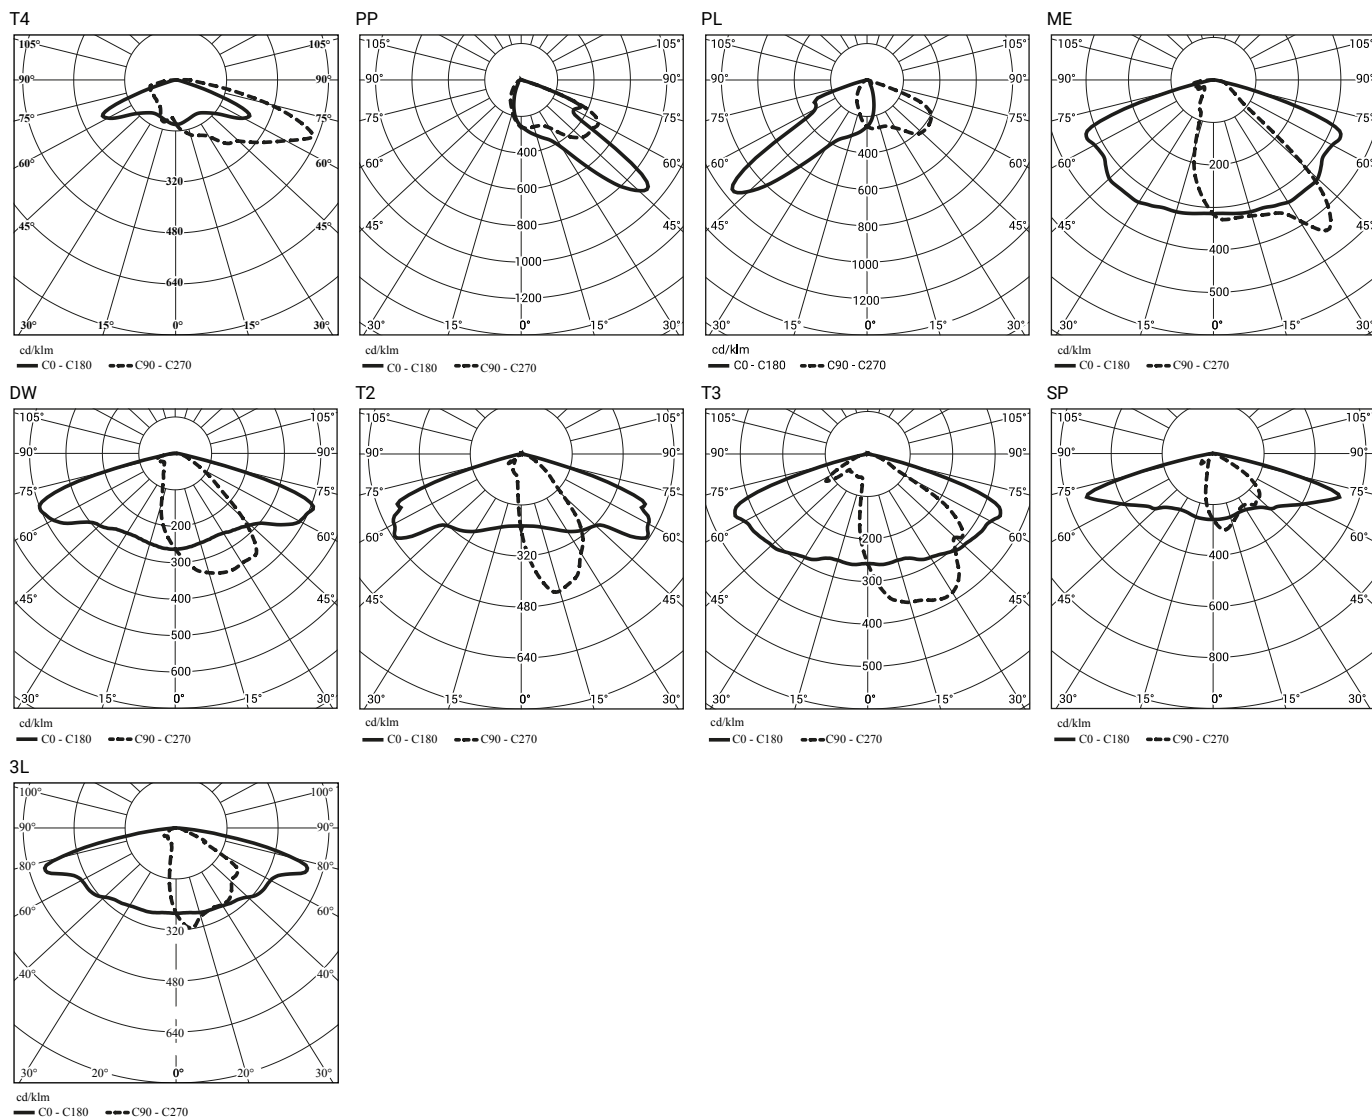 T4 PP PL ME
105° 105° 105° 105° 105° 105° 105° 105°
90° 90° 90° 90° 90° 90° 90° 90°
75° 75° 75° 75° 75° 75° 75° 75°
60° 60° 60° 60° 60° 60° 60° 60°
45° 45° 45° 45° 45° 45° 45° 45°
320 480 640
400 600 800 1000 1200
400 600 800 1000 1200
200 400 500
30° 15° 0° 15° 30° 30° 15° 0° 15° 30° 30° 15° 0° 15° 30° 30° 15° 0° 15° 30°
cd/klm cd/klm cd/klm cd/klm
C0 - C180 C90 - C270 C0 - C180 C90 - C270 C0 - C180 C90 - C270 C0 - C180 C90 - C270
DW T2 T3 SP
105° 105° 105° 105° 105° 105° 105° 105°
90° 90° 90° 90° 90° 90° 90° 90°
75° 75° 75° 75° 75° 75° 75° 75°
60° 60° 60° 60° 60° 60° 60° 60°
45° 45° 45° 45° 45° 45° 45° 45°
200 300 400 500 600
320 480 640
200 300 400 500
400 600 800
30° 15° 0° 15° 30° 30° 15° 0° 15° 30° 30° 15° 0° 15° 30° 30° 15° 0° 15° 30°
cd/klm cd/klm cd/klm cd/klm
C0 - C180 C90 - C270 C0 - C180 C90 - C270 C0 - C180 C90 - C270 C0 - C180 C90 - C270
3L
100° 100°
90° 90°
80° 80°
60° 60°
320
40° 480 40°
640
30° 20° 0° 20° 30°
cd/klm
C0 - C180 C90 - C270